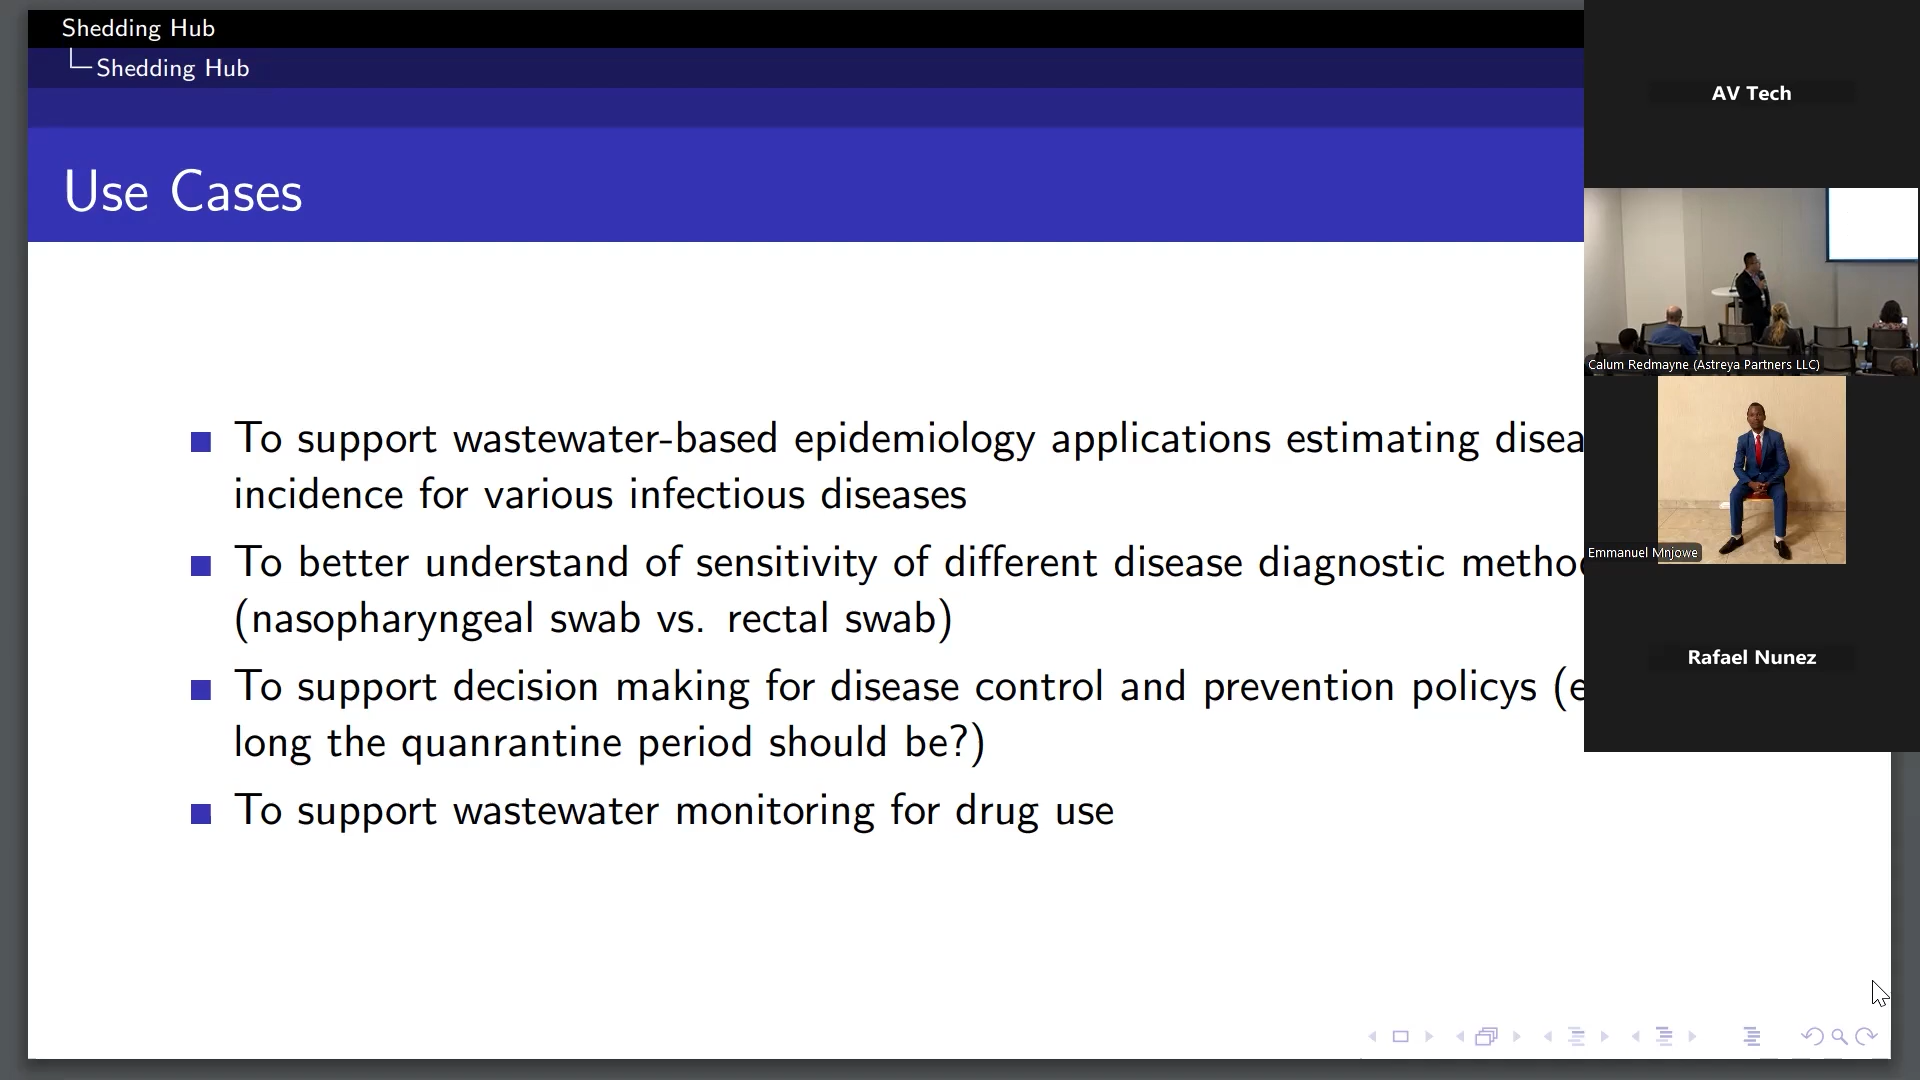 Shedding Hub
Shedding Hub
Use Cases
To support wastewater-based epidemiology applications estimating disea
incidence for various infectious diseases
To better understand of sensitivity of different disease diagnostic metho
(nasopharyngeal swab vs. rectal swab)
To support decision making for disease control and prevention policys (e
long the quanrantine period should be?)
To support wastewater monitoring for drug use
AV Tech
Calum Redmayne (Astreya Partners LLC)
Emmanuel Mnjowe
Rafael Nunez